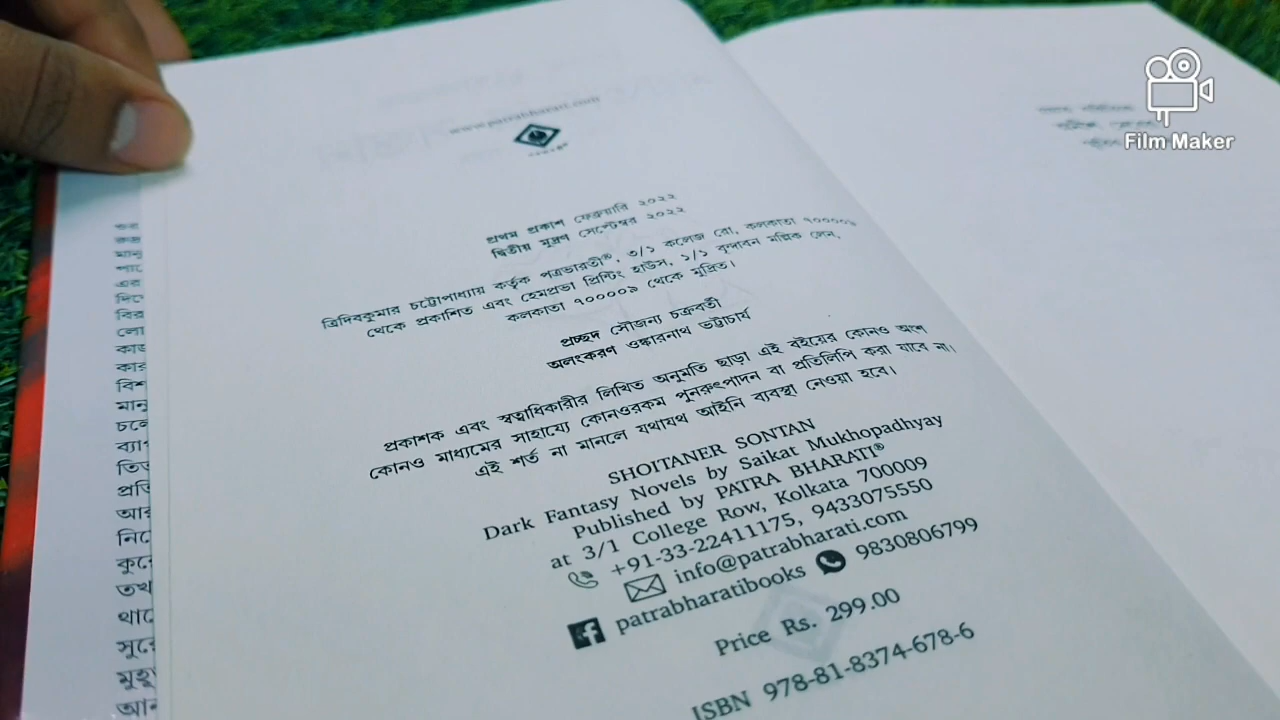 Film Maker
www.patrabharati.com
প্রথম প্রকাশ ফেব্রুয়ারি ২০২২
দ্বিতীয় মুদ্রণ সেপ্টেম্বর ২০২২
ত্রিদিবকুমার চট্টোপাধ্যায় কর্তৃক পত্রভারতী®, ৩/১ কলেজ রো, কলকাতা ৭০০০০৯
থেকে প্রকাশিত এবং হেমপ্রভা প্রিন্টিং হাউস, ১/১ বৃন্দাবন মল্লিক লেন,
কলকাতা ৭০০০০৯ থেকে মুদ্রিত।
প্রচ্ছদ সৌজন্য চক্রবর্তী
অলংকরণ ওঙ্কারনাথ ভট্টাচার্য
প্রকাশক এবং স্বত্বাধিকারীর লিখিত অনুমতি ছাড়া এই বইয়ের কোনও অংশ
কোনও মাধ্যমের সাহায্যে কোনওরকম পুনরুৎপাদন বা প্রতিলিপি করা যাবে না।
এই শর্ত না মানলে যথাযথ আইনি ব্যবস্থা নেওয়া হবে।
SHOITANER SONTAN
Dark Fantasy Novels by Saikat Mukhopadhyay
Published by PATRA BHARATI®
at 3/1 College Row, Kolkata 700009
+91-33-22411175, 9433075550
info@patrabharati.com
patrabharatibooks 9830806799
Price Rs. 299.00
ISBN 978-81-8374-678-6